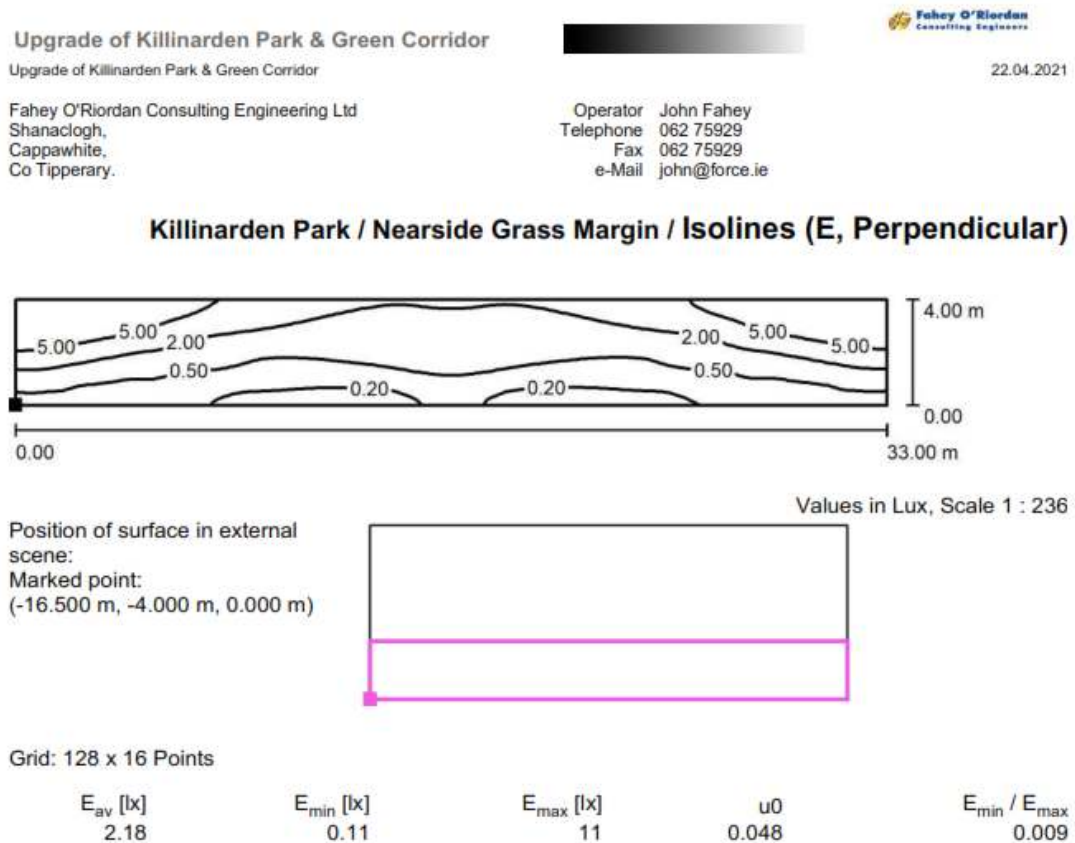 Fahey O'Riordan
Consulting Engineers
Upgrade of Killinarden Park & Green Corridor
Upgrade of Killinarden Park & Green Corridor
22.04.2021
Fahey O'Riordan Consulting Engineering Ltd
Shanaclogh,
Cappawhite,
Co Tipperary.
Operator John Fahey
Telephone 062 75929
Fax 062 75929
e-Mail john@force.ie
Killinarden Park / Nearside Grass Margin / Isolines (E, Perpendicular)
5.00 5.00 2.00 0.50 0.20 0.20 0.50 2.00 5.00 5.00
4.00 m
0.00
0.00 33.00 m
Values in Lux, Scale 1 : 236
Position of surface in external
scene:
Marked point:
(-16.500 m, -4.000 m, 0.000 m)
Grid: 128 x 16 Points
Eav [lx] Emin [lx] Emax [lx] u0 Emin / Emax
2.18 0.11 11 0.048 0.009